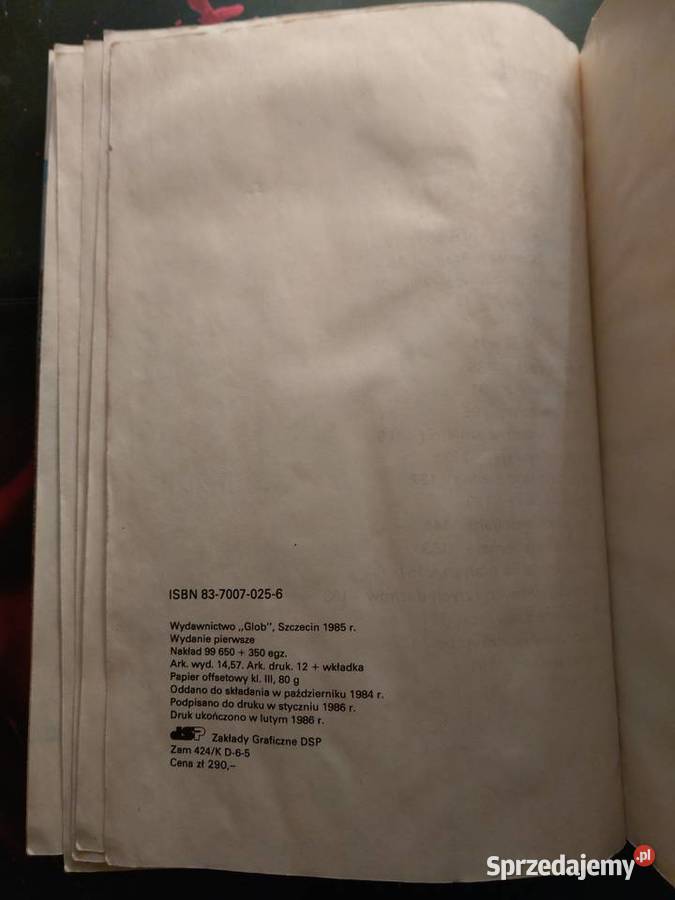 ISBN 83-7007-025-6
Wydawnictwo „Glob”, Szczecin 1985 r.
Wydanie pierwsze
Nakład 99 650 + 350 egz.
Ark. wyd. 14,57. Ark. druk. 12 + wkładka
Papier offsetowy kl. III, 80 g
Oddano do składania w październiku 1984 r.
Podpisano do druku w styczniu 1986 r.
Druk ukończono w lutym 1986 r.
DSP Zakłady Graficzne DSP
Zam 424/K D-6-5
Cena zł 290,–
Sprzedajemy.pl